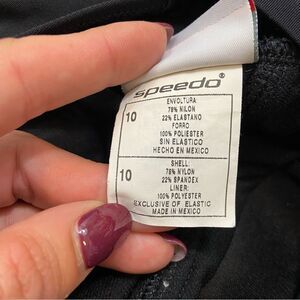 speedo®
ENVOLTURA:
78% NILON
22% ELASTANO
FORRO
100% POLIESTER
SIN ELASTICO
HECHO EN MEXICO
10
SHELL:
78% NYLON
22% SPANDEX
LINER:
100% POLYESTER
EXCLUSIVE OF ELASTIC
MADE IN MEXICO
10